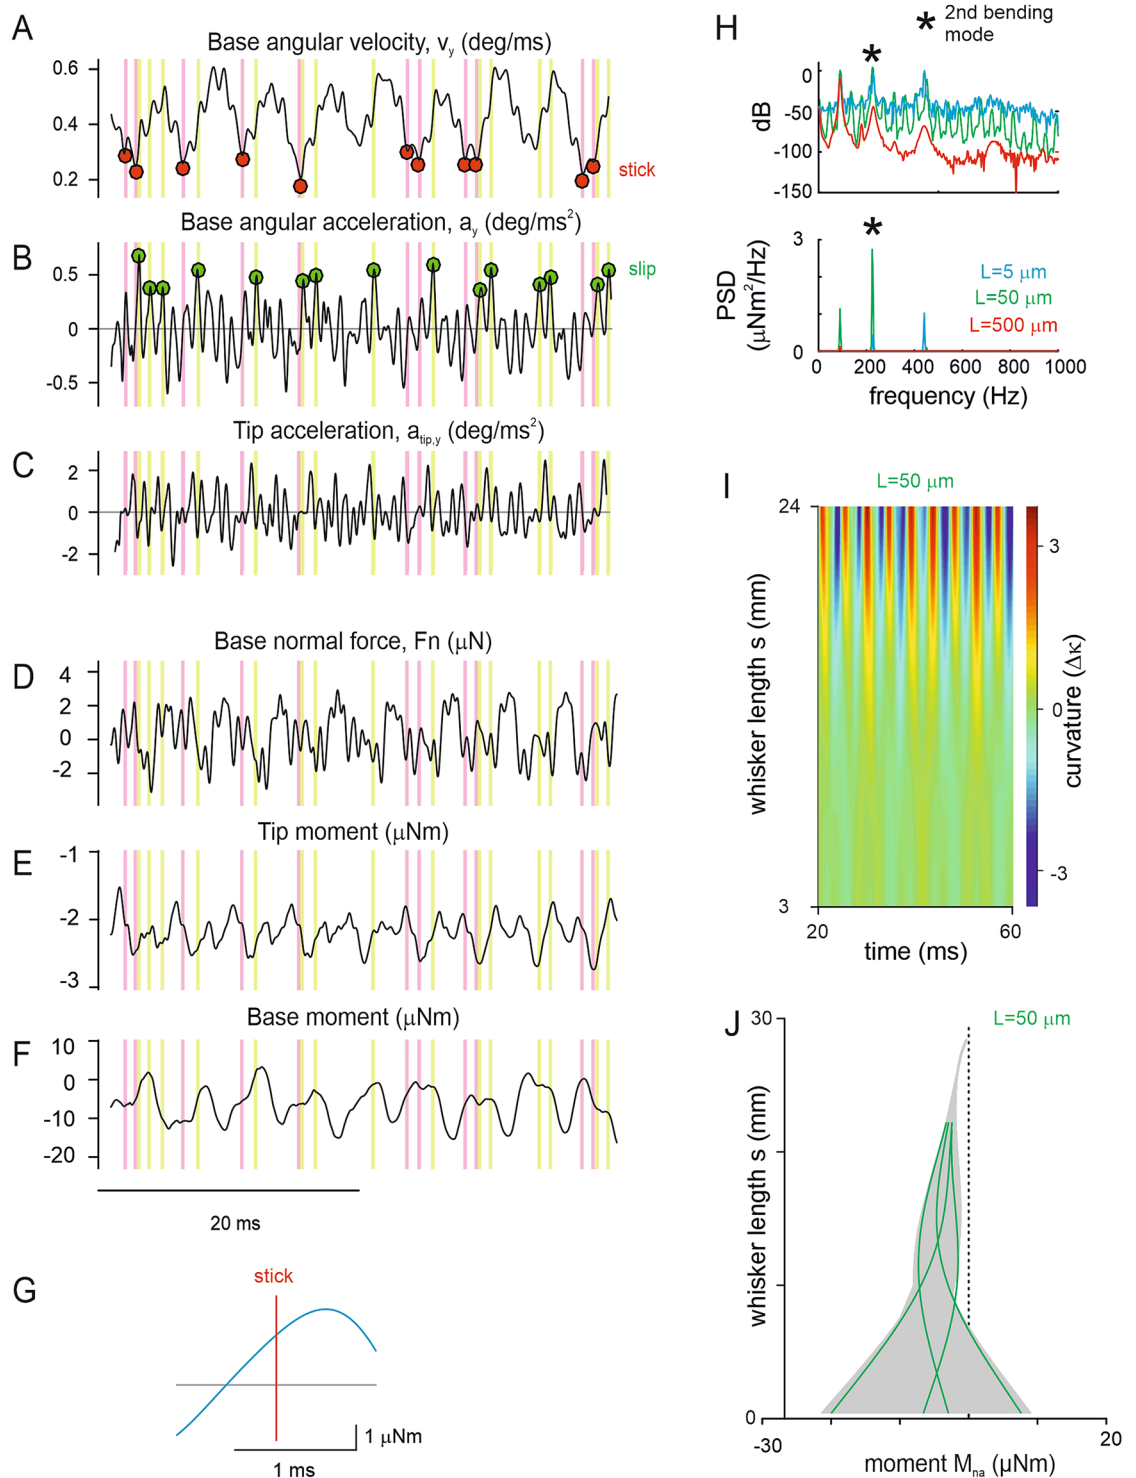 A
Base angular velocity, vy (deg/ms)
0.6
0.4
0.2
stick
Base angular acceleration, ay (deg/ms2)
B
0.5
0
-0.5
slip
Tip acceleration, atip,y (deg/ms2)
C
2
0
-2
Base normal force, Fn (μN)
D
4
2
0
-2
Tip moment (μNm)
E
-1
-2
-3
Base moment (μNm)
F
10
0
-10
-20
20 ms
G
stick
1 μNm
1 ms
H
* 2nd bending
mode
*
0
-50
-100
-150
dB
*
3
0
PSD
(μNm2/Hz)
L=5 μm
L=50 μm
L=500 μm
0 200 400 600 800 1000
frequency (Hz)
I
L=50 μm
24
3
whisker length s (mm)
20 60
time (ms)
3
0
-3
curvature (Δκ)
J
L=50 μm
30
0
whisker length s (mm)
-30 20
moment Mna (μNm)